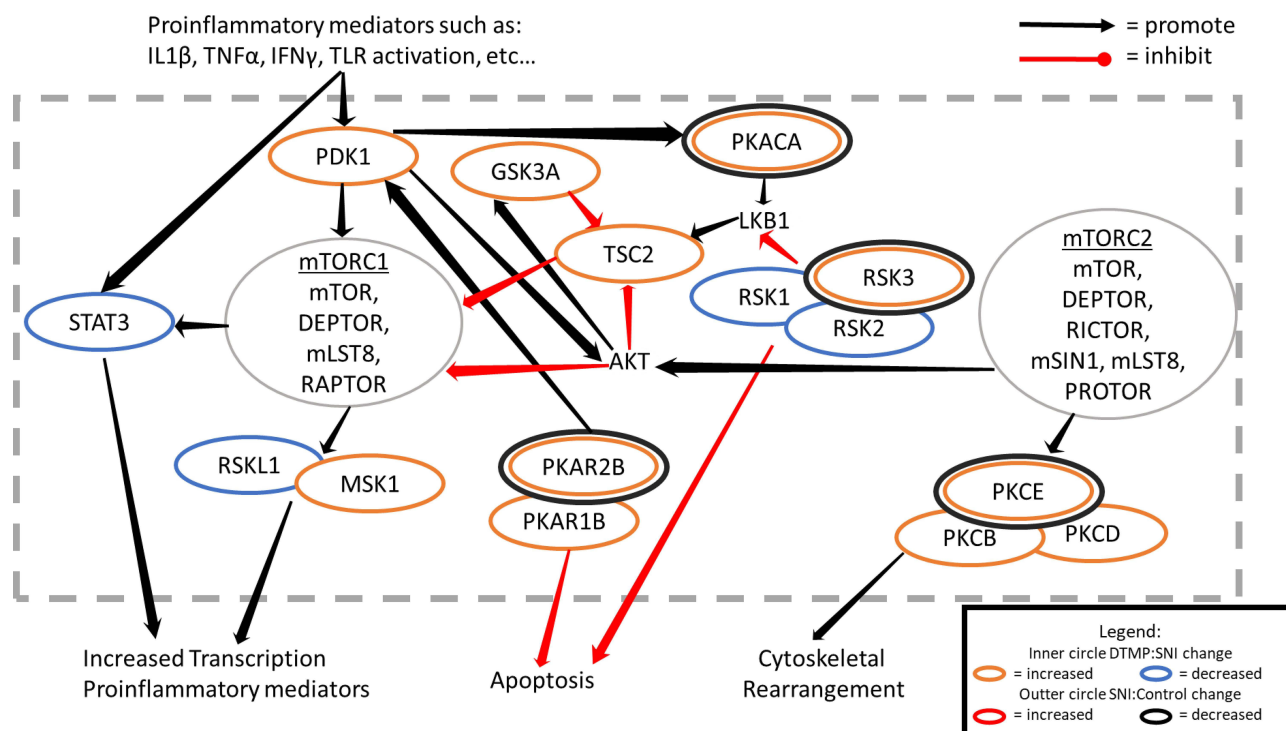 Proinflammatory mediators such as:
IL1β, TNFα, IFNγ, TLR activation, etc...
= promote
= inhibit
PDK1
PKACA
GSK3A
LKB1
TSC2
mTORC1
mTOR,
DEPTOR,
mLST8,
RAPTOR
mTORC2
mTOR,
DEPTOR,
RICTOR,
mSIN1, mLST8,
PROTOR
RSK3
RSK1
RSK2
STAT3
AKT
RSKL1
MSK1
PKAR2B
PKAR1B
PKCE
PKCB
PKCD
Increased Transcription
Proinflammatory mediators
Apoptosis
Cytoskeletal
Rearrangement
Legend:
Inner circle DTMP:SNI change
= increased
= decreased
Outter circle SNI:Control change
= increased
= decreased